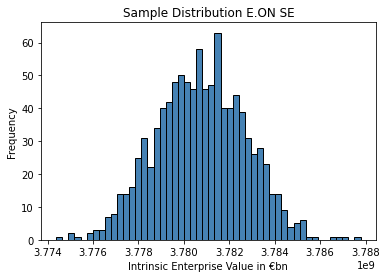 Sample Distribution E.ON SE
Frequency
60
50
40
30
20
10
0
3.774 3.776 3.778 3.780 3.782 3.784 3.786 3.788
1e9
Intrinsic Enterprise Value in €bn